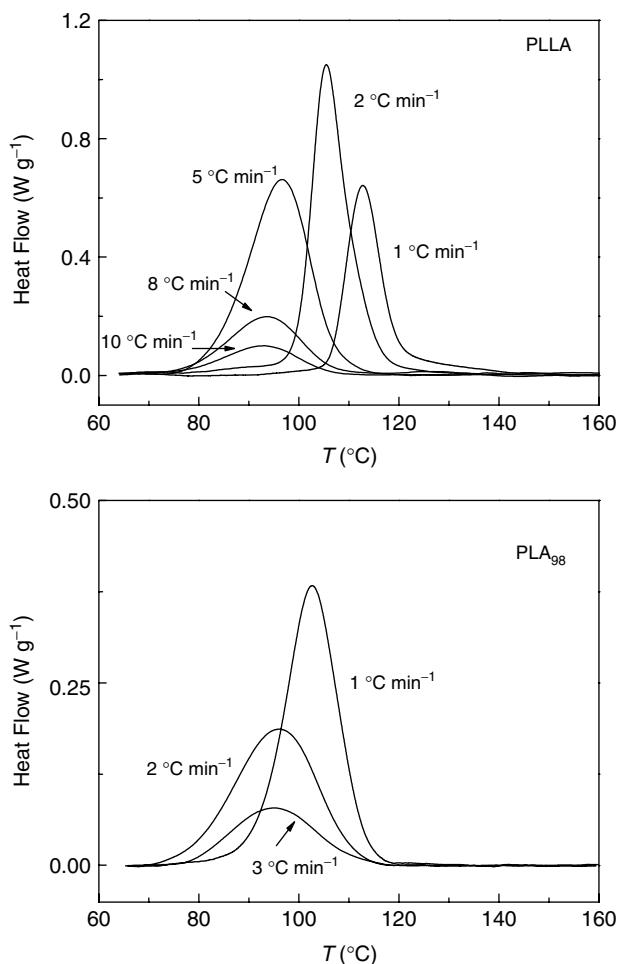 1.2
PLLA
2 °C min⁻¹
0.9
Heat Flow (W g⁻¹)
5 °C min⁻¹
0.6
1 °C min⁻¹
0.4
8 °C min⁻¹
10 °C min⁻¹
0.0
60 80 100 120 140 160
T (°C)
0.50
PLA₉₈
Heat Flow (W g⁻¹)
1 °C min⁻¹
0.25
2 °C min⁻¹
3 °C min⁻¹
0.00
60 80 100 120 140 160
T (°C)